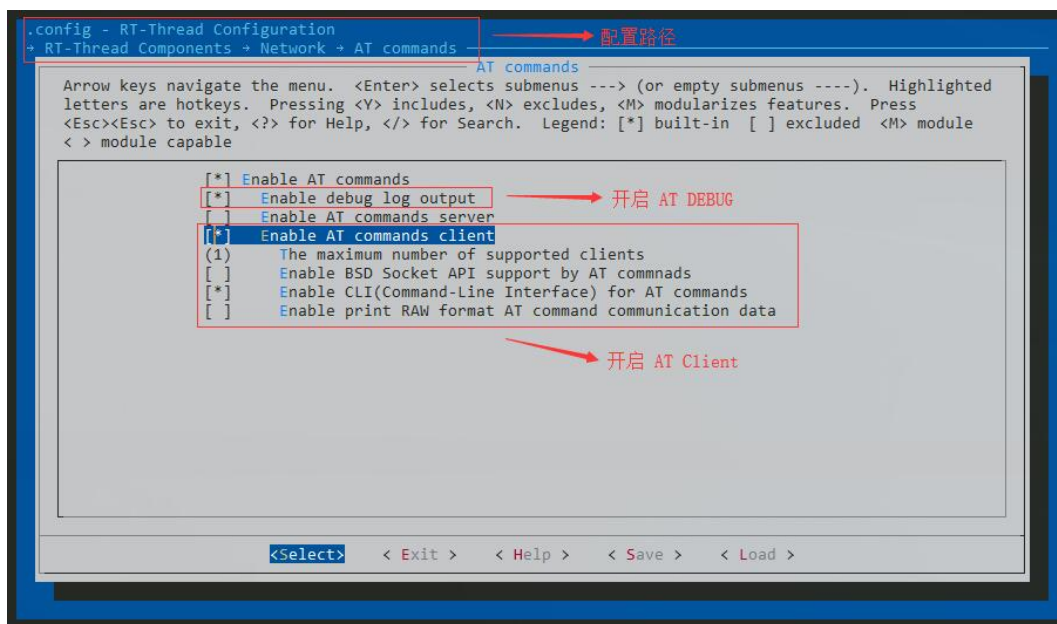 .config - RT-Thread Configuration
→ RT-Thread Components → Network → AT commands
配置路径
AT commands
Arrow keys navigate the menu. <Enter> selects submenus ---> (or empty submenus ----). Highlighted
letters are hotkeys. Pressing <Y> includes, <N> excludes, <M> modularizes features. Press
<Esc><Esc> to exit, <?> for Help, </> for Search. Legend: [*] built-in [ ] excluded <M> module
< > module capable
[*] Enable AT commands
[*] Enable debug log output
开启 AT DEBUG
[ ] Enable AT commands server
[*] Enable AT commands client
(1) The maximum number of supported clients
[ ] Enable BSD Socket API support by AT commnads
[*] Enable CLI(Command-Line Interface) for AT commands
[ ] Enable print RAW format AT command communication data
开启 AT Client
<Select> < Exit > < Help > < Save > < Load >